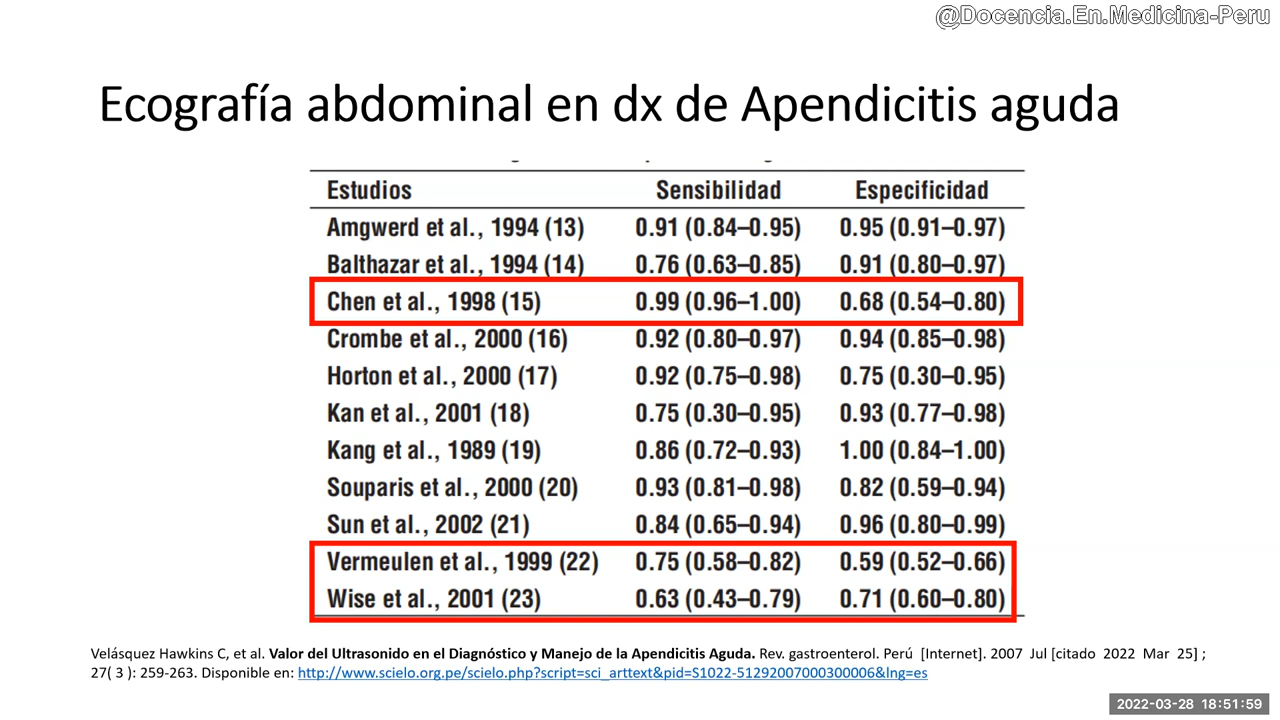 @Docencia.En.Medicina-Peru
Ecografía abdominal en dx de Apendicitis aguda
Estudios Sensibilidad Especificidad
Amgwerd et al., 1994 (13) 0.91 (0.84–0.95) 0.95 (0.91–0.97)
Balthazar et al., 1994 (14) 0.76 (0.63–0.85) 0.91 (0.80–0.97)
Chen et al., 1998 (15) 0.99 (0.96–1.00) 0.68 (0.54–0.80)
Crombe et al., 2000 (16) 0.92 (0.80–0.97) 0.94 (0.85–0.98)
Horton et al., 2000 (17) 0.92 (0.75–0.98) 0.75 (0.30–0.95)
Kan et al., 2001 (18) 0.75 (0.30–0.95) 0.93 (0.77–0.98)
Kang et al., 1989 (19) 0.86 (0.72–0.93) 1.00 (0.84–1.00)
Souparis et al., 2000 (20) 0.93 (0.81–0.98) 0.82 (0.59–0.94)
Sun et al., 2002 (21) 0.84 (0.65–0.94) 0.96 (0.80–0.99)
Vermeulen et al., 1999 (22) 0.75 (0.58–0.82) 0.59 (0.52–0.66)
Wise et al., 2001 (23) 0.63 (0.43–0.79) 0.71 (0.60–0.80)
Velásquez Hawkins C, et al. Valor del Ultrasonido en el Diagnóstico y Manejo de la Apendicitis Aguda. Rev. gastroenterol. Perú [Internet]. 2007 Jul [citado 2022 Mar 25] ;
27( 3 ): 259-263. Disponible en: http://www.scielo.org.pe/scielo.php?script=sci_arttext&pid=S1022-51292007000300006&lng=es
2022-03-28 18:51:59